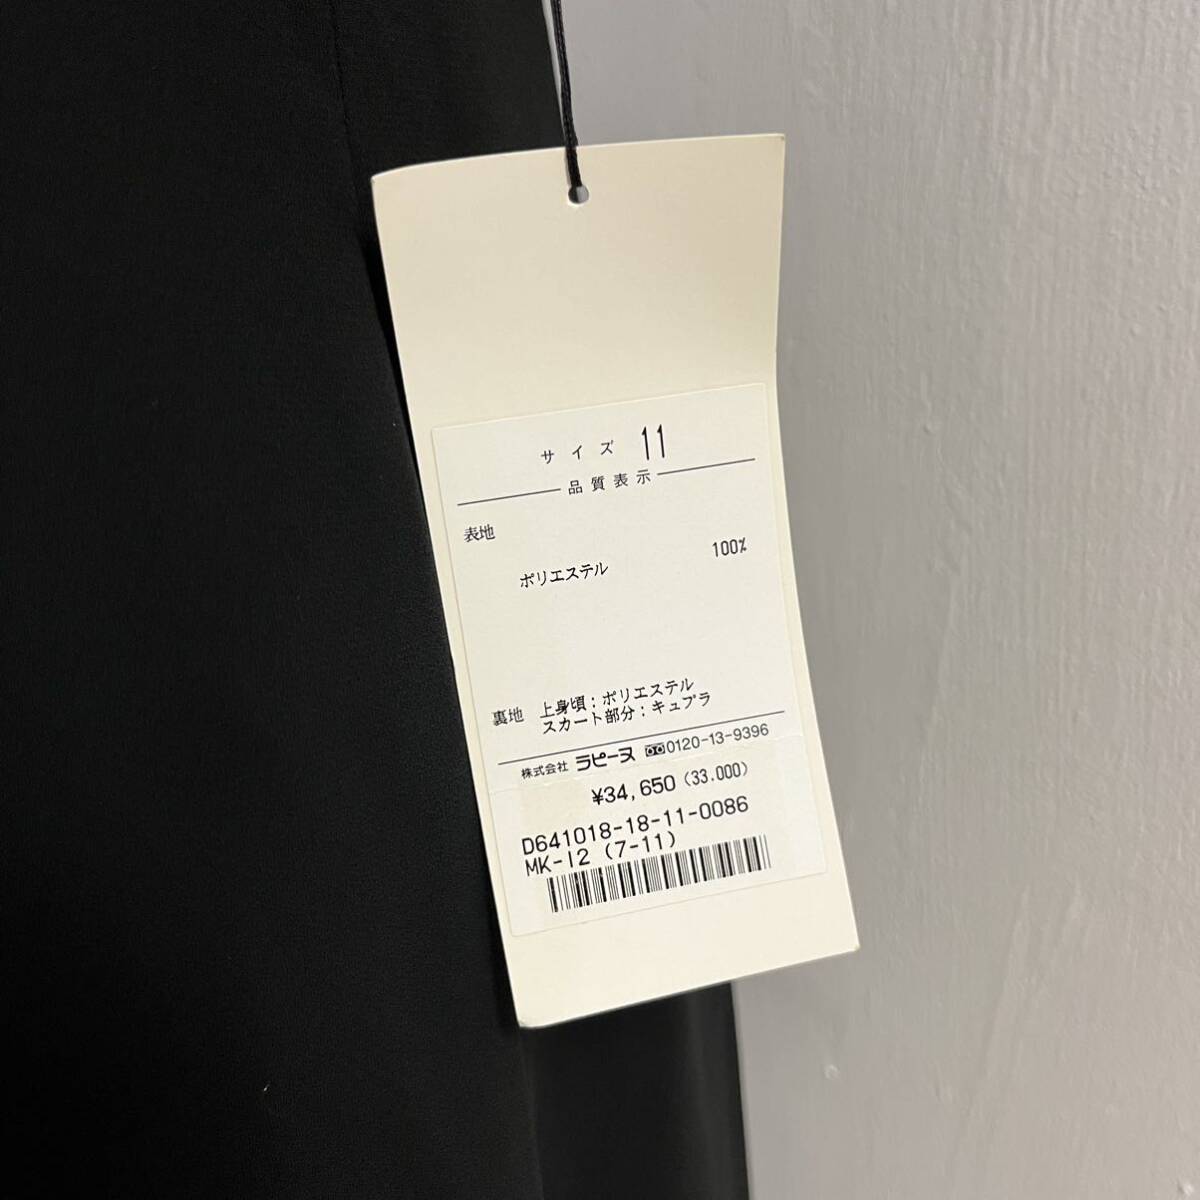 サイズ 11
品質表示
表地
ポリエステル 100%
裏地 上身頃:ポリエステル
スカート部分:キュプラ
株式会社 ラピーヌ 0120-13-9396
¥34,650 (33.000)
D641018-18-11-0086
MK-12 (7-11)